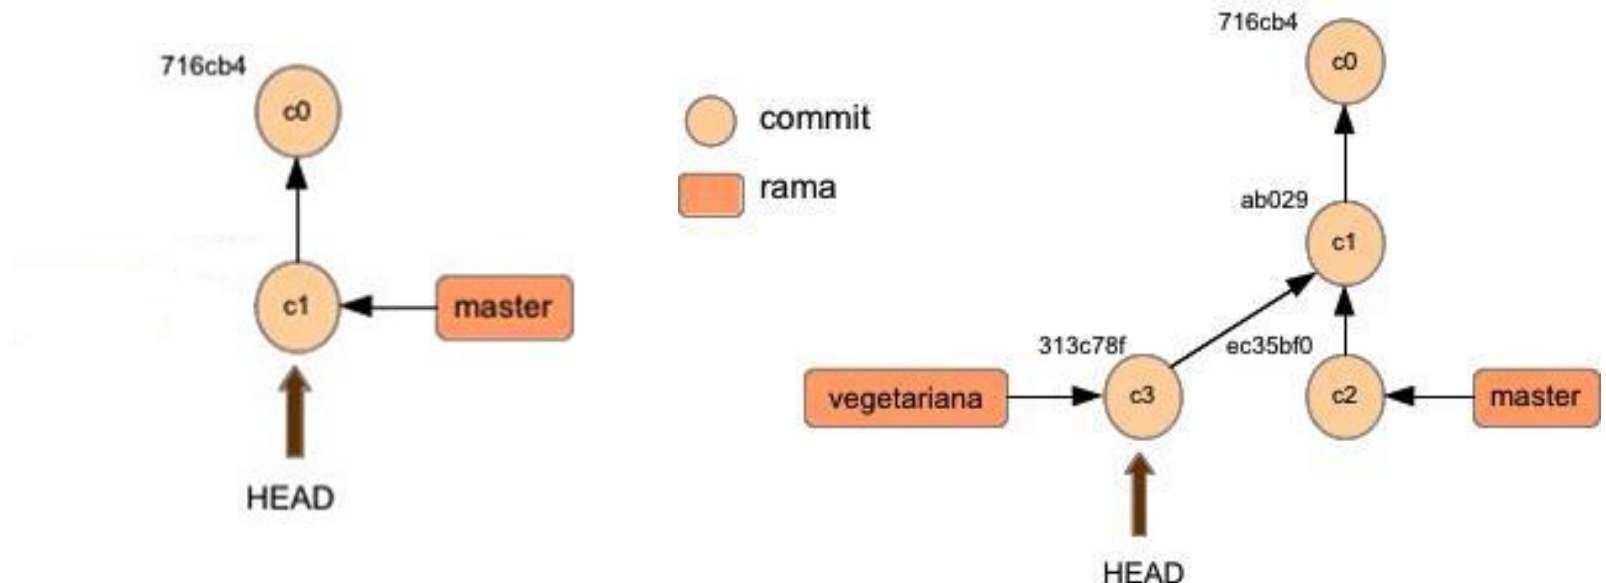 716cb4
c0
c1
master
HEAD
commit
rama
716cb4
c0
ab029
c1
313c78f
ec35bf0
vegetariana
c3
c2
master
HEAD